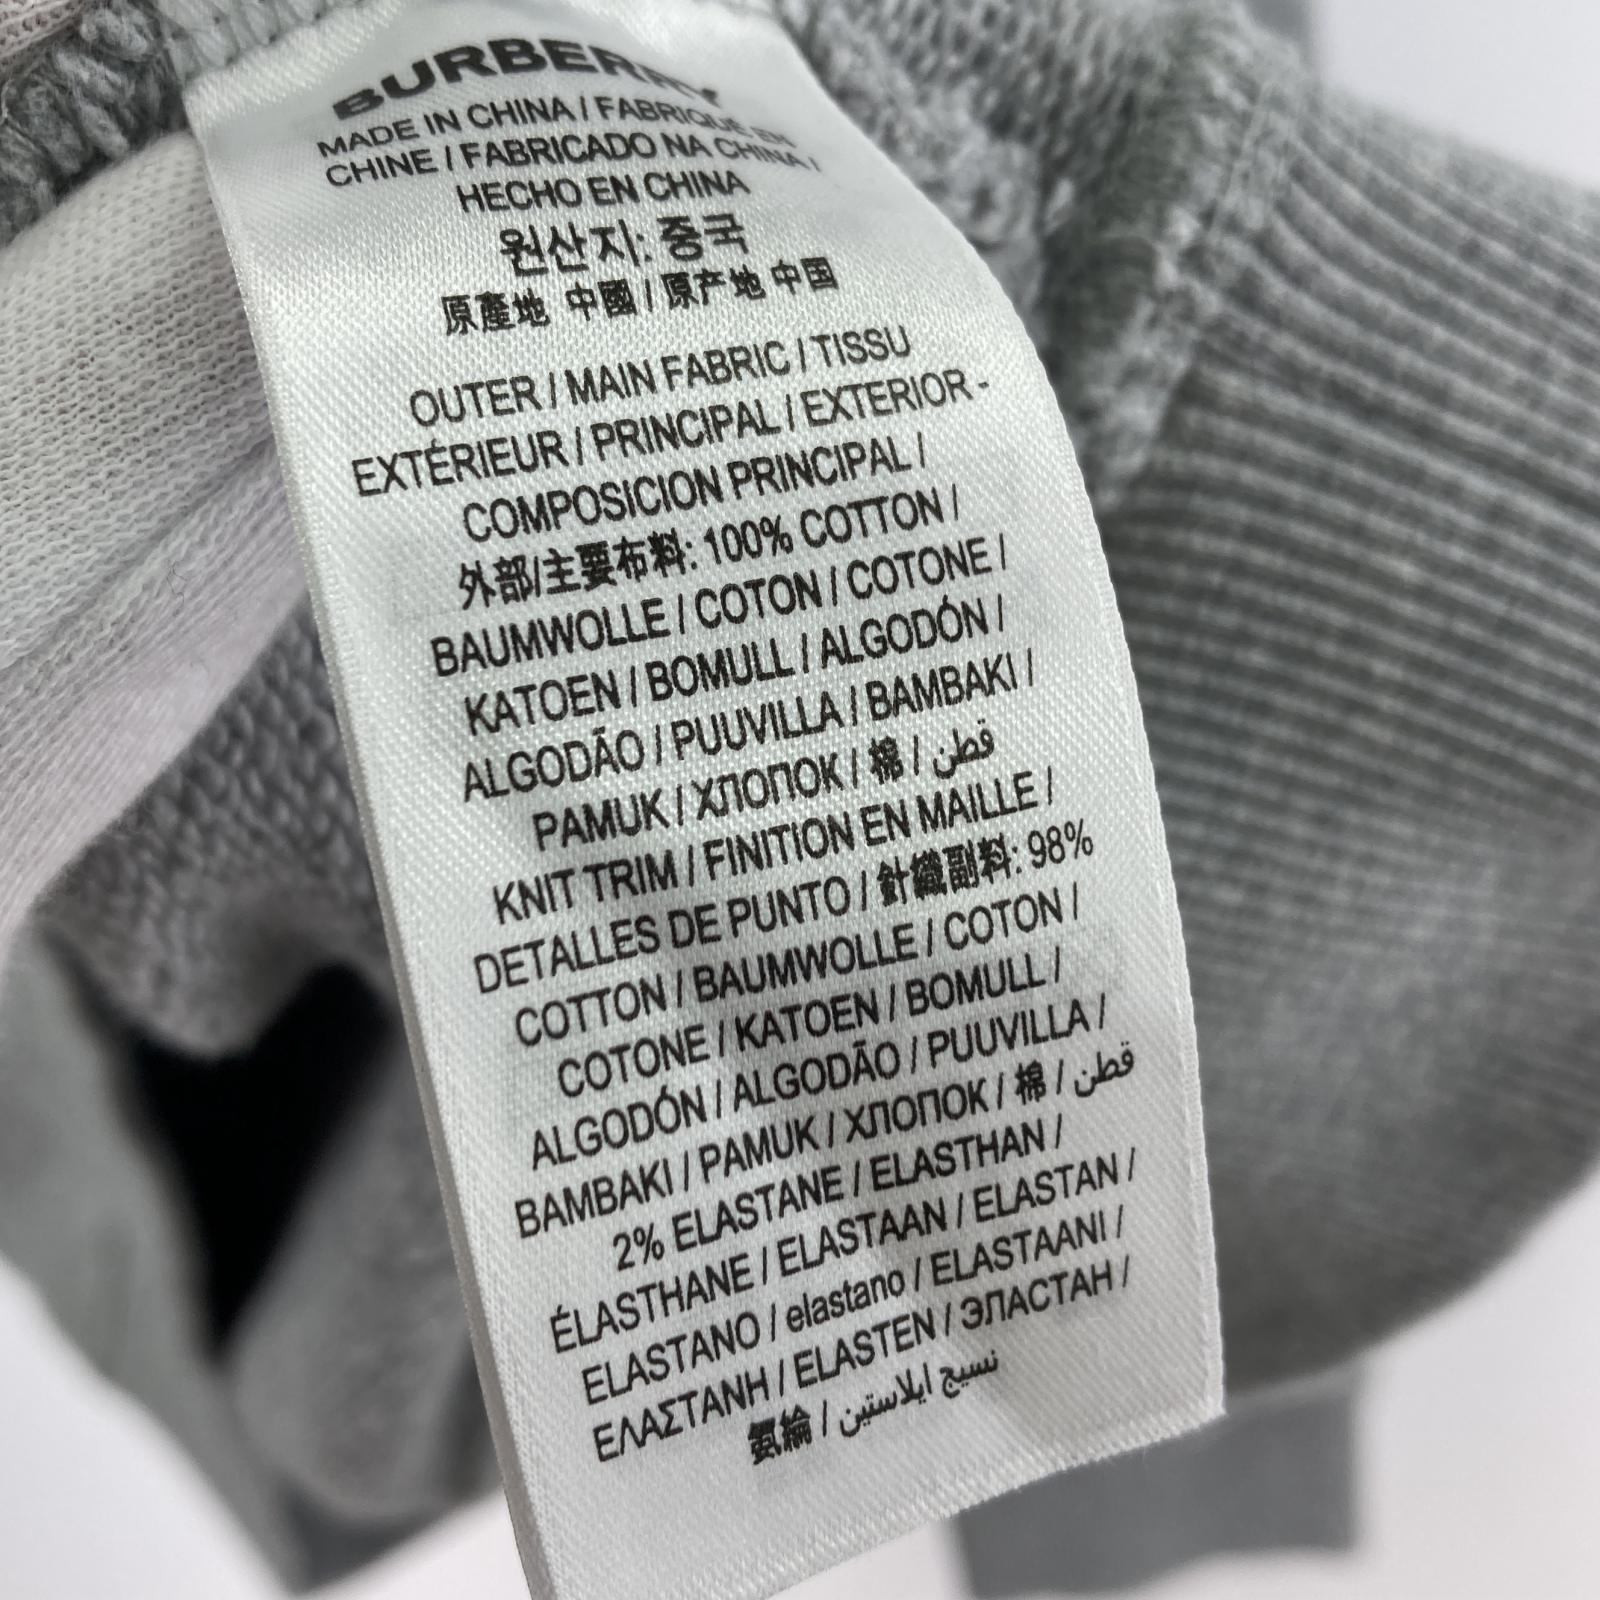 BURBERRY
MADE IN CHINA / FABRIQUÉ EN
CHINE / FABRICADO NA CHINA /
HECHO EN CHINA
원산지: 중국
原產地 中國 / 原产地 中国
OUTER / MAIN FABRIC / TISSU
EXTÉRIEUR / PRINCIPAL / EXTERIOR -
COMPOSICION PRINCIPAL /
外部/主要布料: 100% COTTON /
BAUMWOLLE / COTON / COTONE /
KATOEN / BOMULL / ALGODÓN /
ALGODÃO / PUUVILLA / BAMBAKI /
PAMUK / ХЛОПОК / 棉 / قطن
KNIT TRIM / FINITION EN MAILLE /
DETALLES DE PUNTO / 針織副料: 98%
COTTON / BAUMWOLLE / COTON /
COTONE / KATOEN / BOMULL /
ALGODÓN / ALGODÃO / PUUVILLA /
BAMBAKI / PAMUK / ХЛОПОК / 棉 / قطن
2% ELASTANE / ELASTHAN /
ÉLASTHANE / ELASTAAN / ELASTAN /
ELASTANO / elastano / ELASTAANI /
ΕΛΑΣΤΑΝΗ / ELASTEN / ЭЛАСТАН /
氨綸 / نسيج ايلاستين